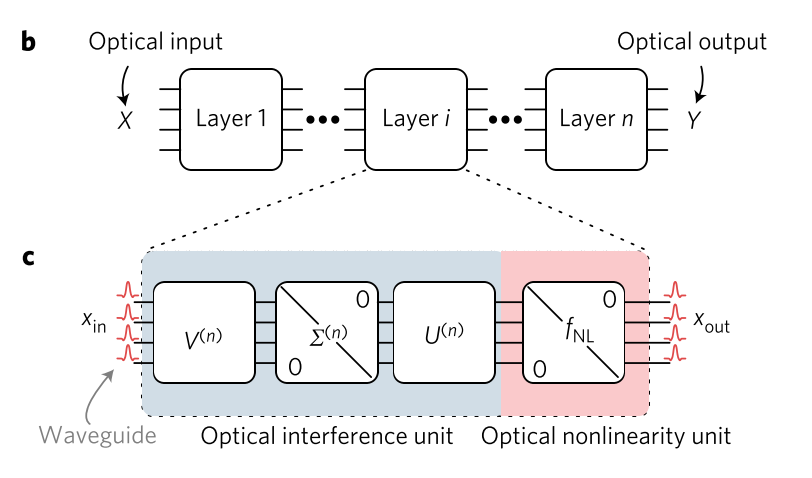 b
Optical input
Optical output
X
Layer 1
•••
Layer i
•••
Layer n
Y
c
x_in
V^(n)
0
Σ^(n)
0
U^(n)
0
f_NL
0
x_out
Waveguide
Optical interference unit
Optical nonlinearity unit